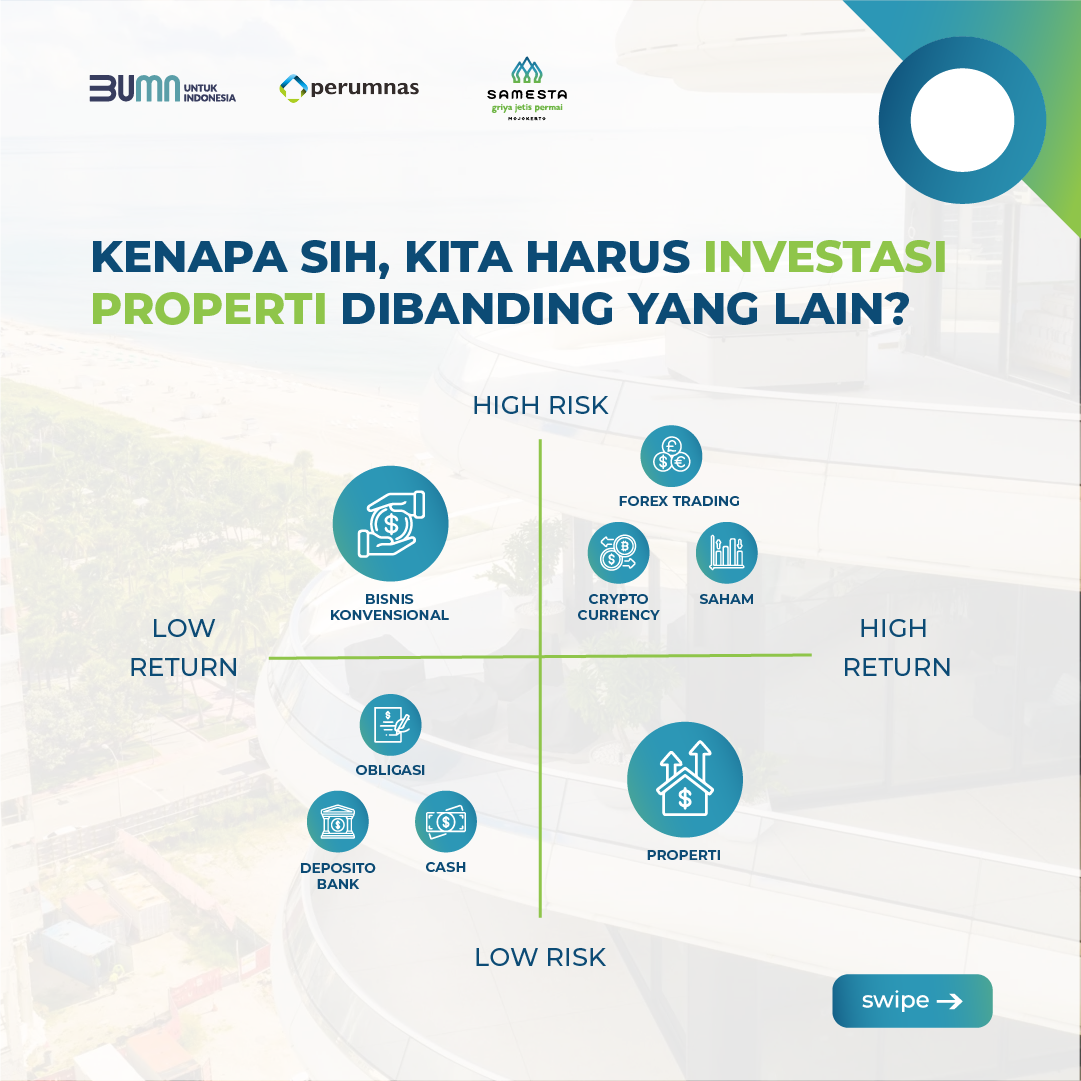 BUMN UNTUK INDONESIA
perumnas
SAMESTA
griya jetis permai
MOJOKERTO
KENAPA SIH, KITA HARUS INVESTASI
PROPERTI DIBANDING YANG LAIN?
HIGH RISK
FOREX TRADING
BISNIS
KONVENSIONAL
CRYPTO
CURRENCY
SAHAM
LOW
RETURN
HIGH
RETURN
OBLIGASI
DEPOSITO
BANK
CASH
PROPERTI
LOW RISK
swipe →